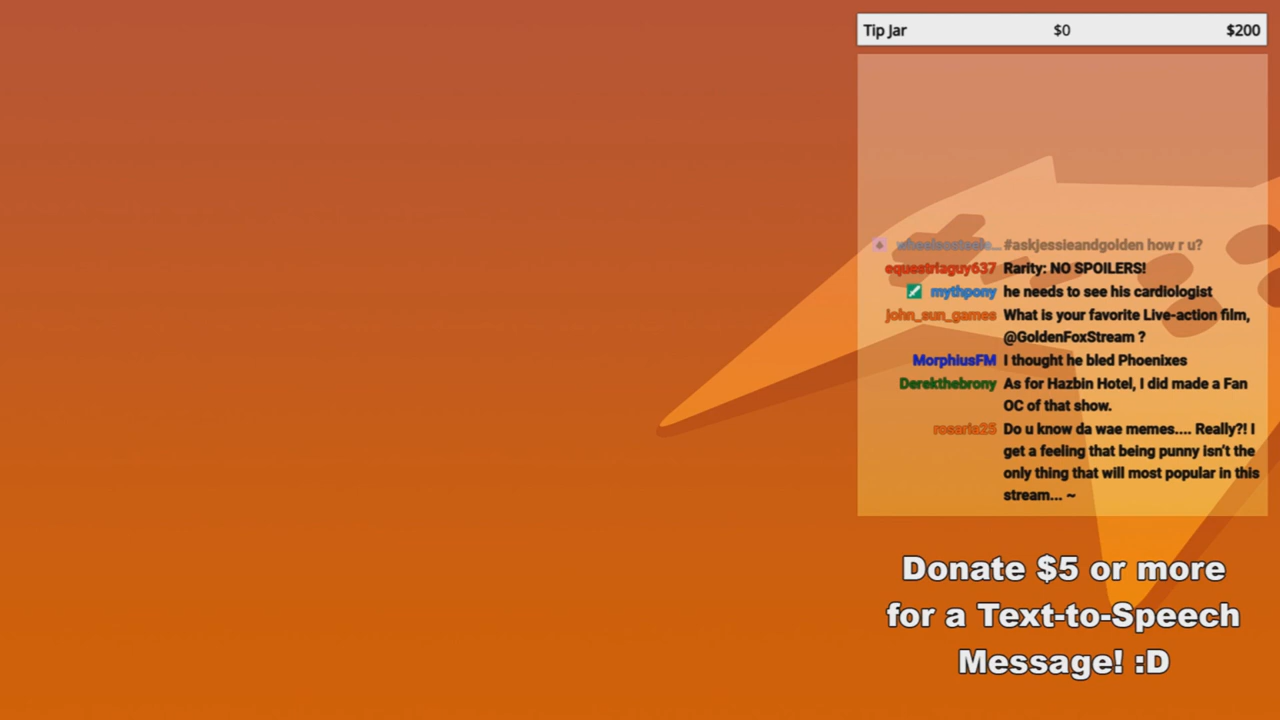 Tip Jar $0 $200
#askjessieandgolden how r u?
equestriaguy637 Rarity: NO SPOILERS!
mythpony he needs to see his cardiologist
john_sun_games What is your favorite Live-action film,
@GoldenFoxStream ?
MorphiusFM I thought he bled Phoenixes
Derekthebrony As for Hazbin Hotel, I did made a Fan
OC of that show.
rosaria25 Do u know da wae memes.... Really?! I
get a feeling that being punny isn't the
only thing that will most popular in this
stream... ~
Donate $5 or more
for a Text-to-Speech
Message! :D